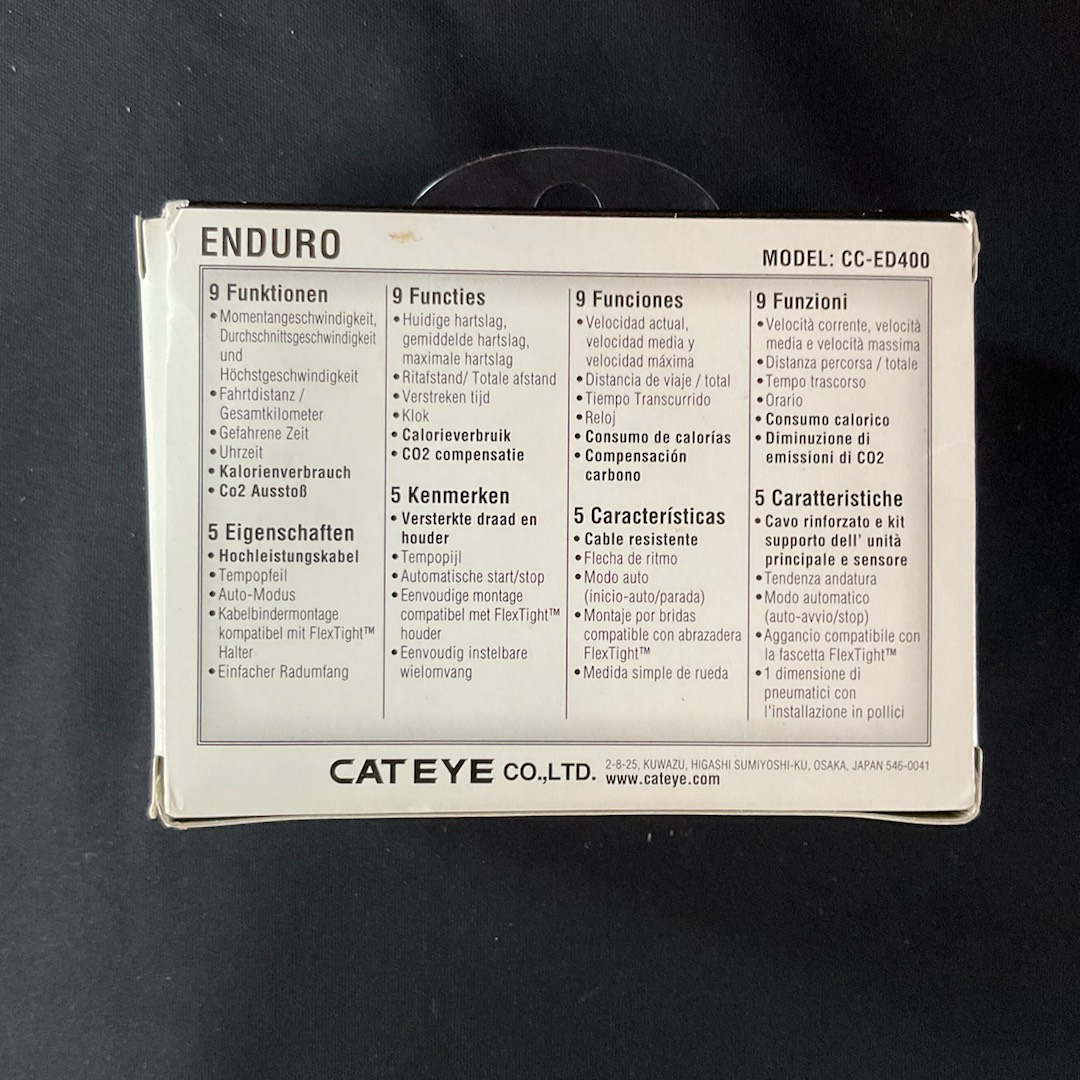 ENDURO
MODEL: CC-ED400
9 Funktionen
• Momentangeschwindigkeit,
Durchschnittsgeschwindigkeit
und
Höchstgeschwindigkeit
• Fahrtdistanz /
Gesamtkilometer
• Gefahrene Zeit
• Uhrzeit
• Kalorienverbrauch
• Co2 Ausstoß
5 Eigenschaften
• Hochleistungskabel
• Tempopfeil
• Auto-Modus
• Kabelbindermontage
kompatibel mit FlexTight™
Halter
• Einfacher Radumfang
9 Functies
• Huidige hartslag,
gemiddelde hartslag,
maximale hartslag
• Ritafstand/ Totale afstand
• Verstreken tijd
• Klok
• Calorieverbruik
• CO2 compensatie
5 Kenmerken
• Versterkte draad en
houder
• Tempopijl
• Automatische start/stop
• Eenvoudige montage
compatibel met FlexTight™
houder
• Eenvoudig instelbare
wielomvang
9 Funciones
• Velocidad actual,
velocidad media y
velocidad máxima
• Distancia de viaje / total
• Tiempo Transcurrido
• Reloj
• Consumo de calorías
• Compensación
carbono
5 Características
• Cable resistente
• Flecha de ritmo
• Modo auto
(inicio-auto/parada)
• Montaje por bridas
compatible con abrazadera
FlexTight™
• Medida simple de rueda
9 Funzioni
• Velocità corrente, velocità
media e velocità massima
• Distanza percorsa / totale
• Tempo trascorso
• Orario
• Consumo calorico
• Diminuzione di
emissioni di CO2
5 Caratteristiche
• Cavo rinforzato e kit
supporto dell' unità
principale e sensore
• Tendenza andatura
• Modo automatico
(auto-avvio/stop)
• Aggancio compatibile con
la fascetta FlexTight™
• 1 dimensione di
pneumatici con
l'installazione in pollici
CATEYE CO.,LTD.
2-8-25, KUWAZU, HIGASHI SUMIYOSHI-KU, OSAKA, JAPAN 546-0041
www.cateye.com